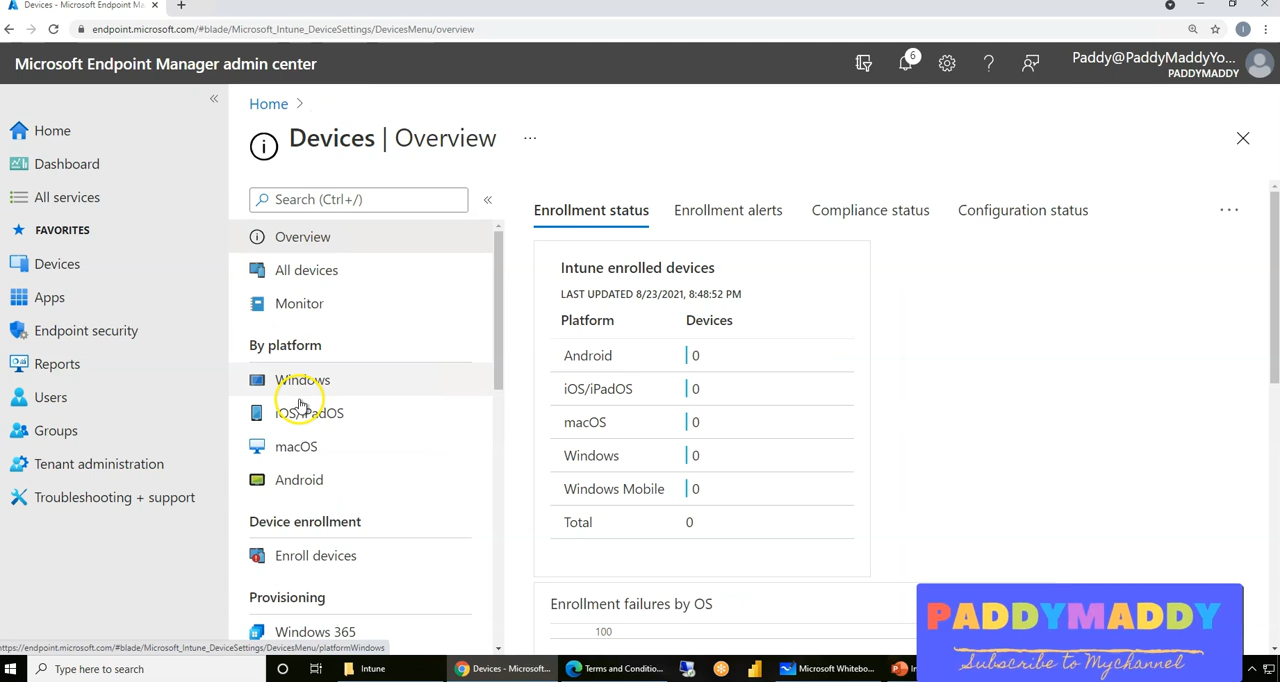 Devices - Microsoft Endpoint M
endpoint.microsoft.com/#blade/Microsoft_Intune_DeviceSettings/DevicesMenu/overview
I
Microsoft Endpoint Manager admin center
6
Paddy@PaddyMaddyYo...
PADDYMADDY
Home
Dashboard
All services
FAVORITES
Devices
Apps
Endpoint security
Reports
Users
Groups
Tenant administration
Troubleshooting + support
Home >
Devices | Overview
...
Search (Ctrl+/)
Overview
All devices
Monitor
By platform
Windows
iOS/iPadOS
macOS
Android
Device enrollment
Enroll devices
Provisioning
Windows 365
Enrollment status
Enrollment alerts
Compliance status
Configuration status
...
Intune enrolled devices
LAST UPDATED 8/23/2021, 8:48:52 PM
Platform Devices
Android 0
iOS/iPadOS 0
macOS 0
Windows 0
Windows Mobile 0
Total 0
Enrollment failures by OS
100
PADDYMADDY
Subscribe to Mychannel
https://endpoint.microsoft.com/#blade/Microsoft_Intune_DeviceSettings/DevicesMenu/platformWindows
Type here to search
Intune
Devices - Microsoft...
Terms and Conditio...
Microsoft Whitebo...
In